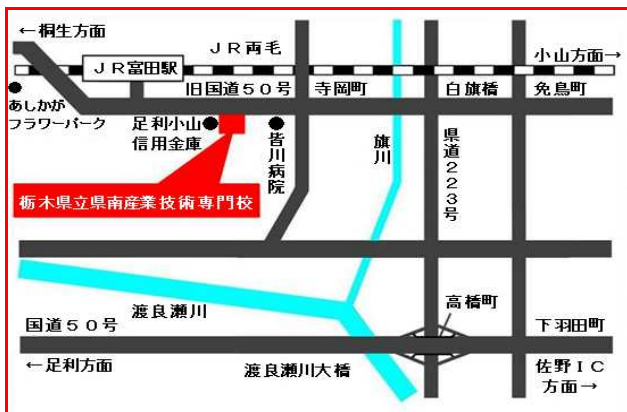 ←桐生方面
JR両毛
小山方面→
JR富田駅
旧国道50号
寺岡町
白旗橋
免鳥町
あしかが
フラワーパーク
足利小山
信用金庫
皆川病院
旗川
県道223号
栃木県立県南産業技術専門校
渡良瀬川
高橋町
国道50号
下羽田町
←足利方面
渡良瀬川大橋
佐野IC
方面→